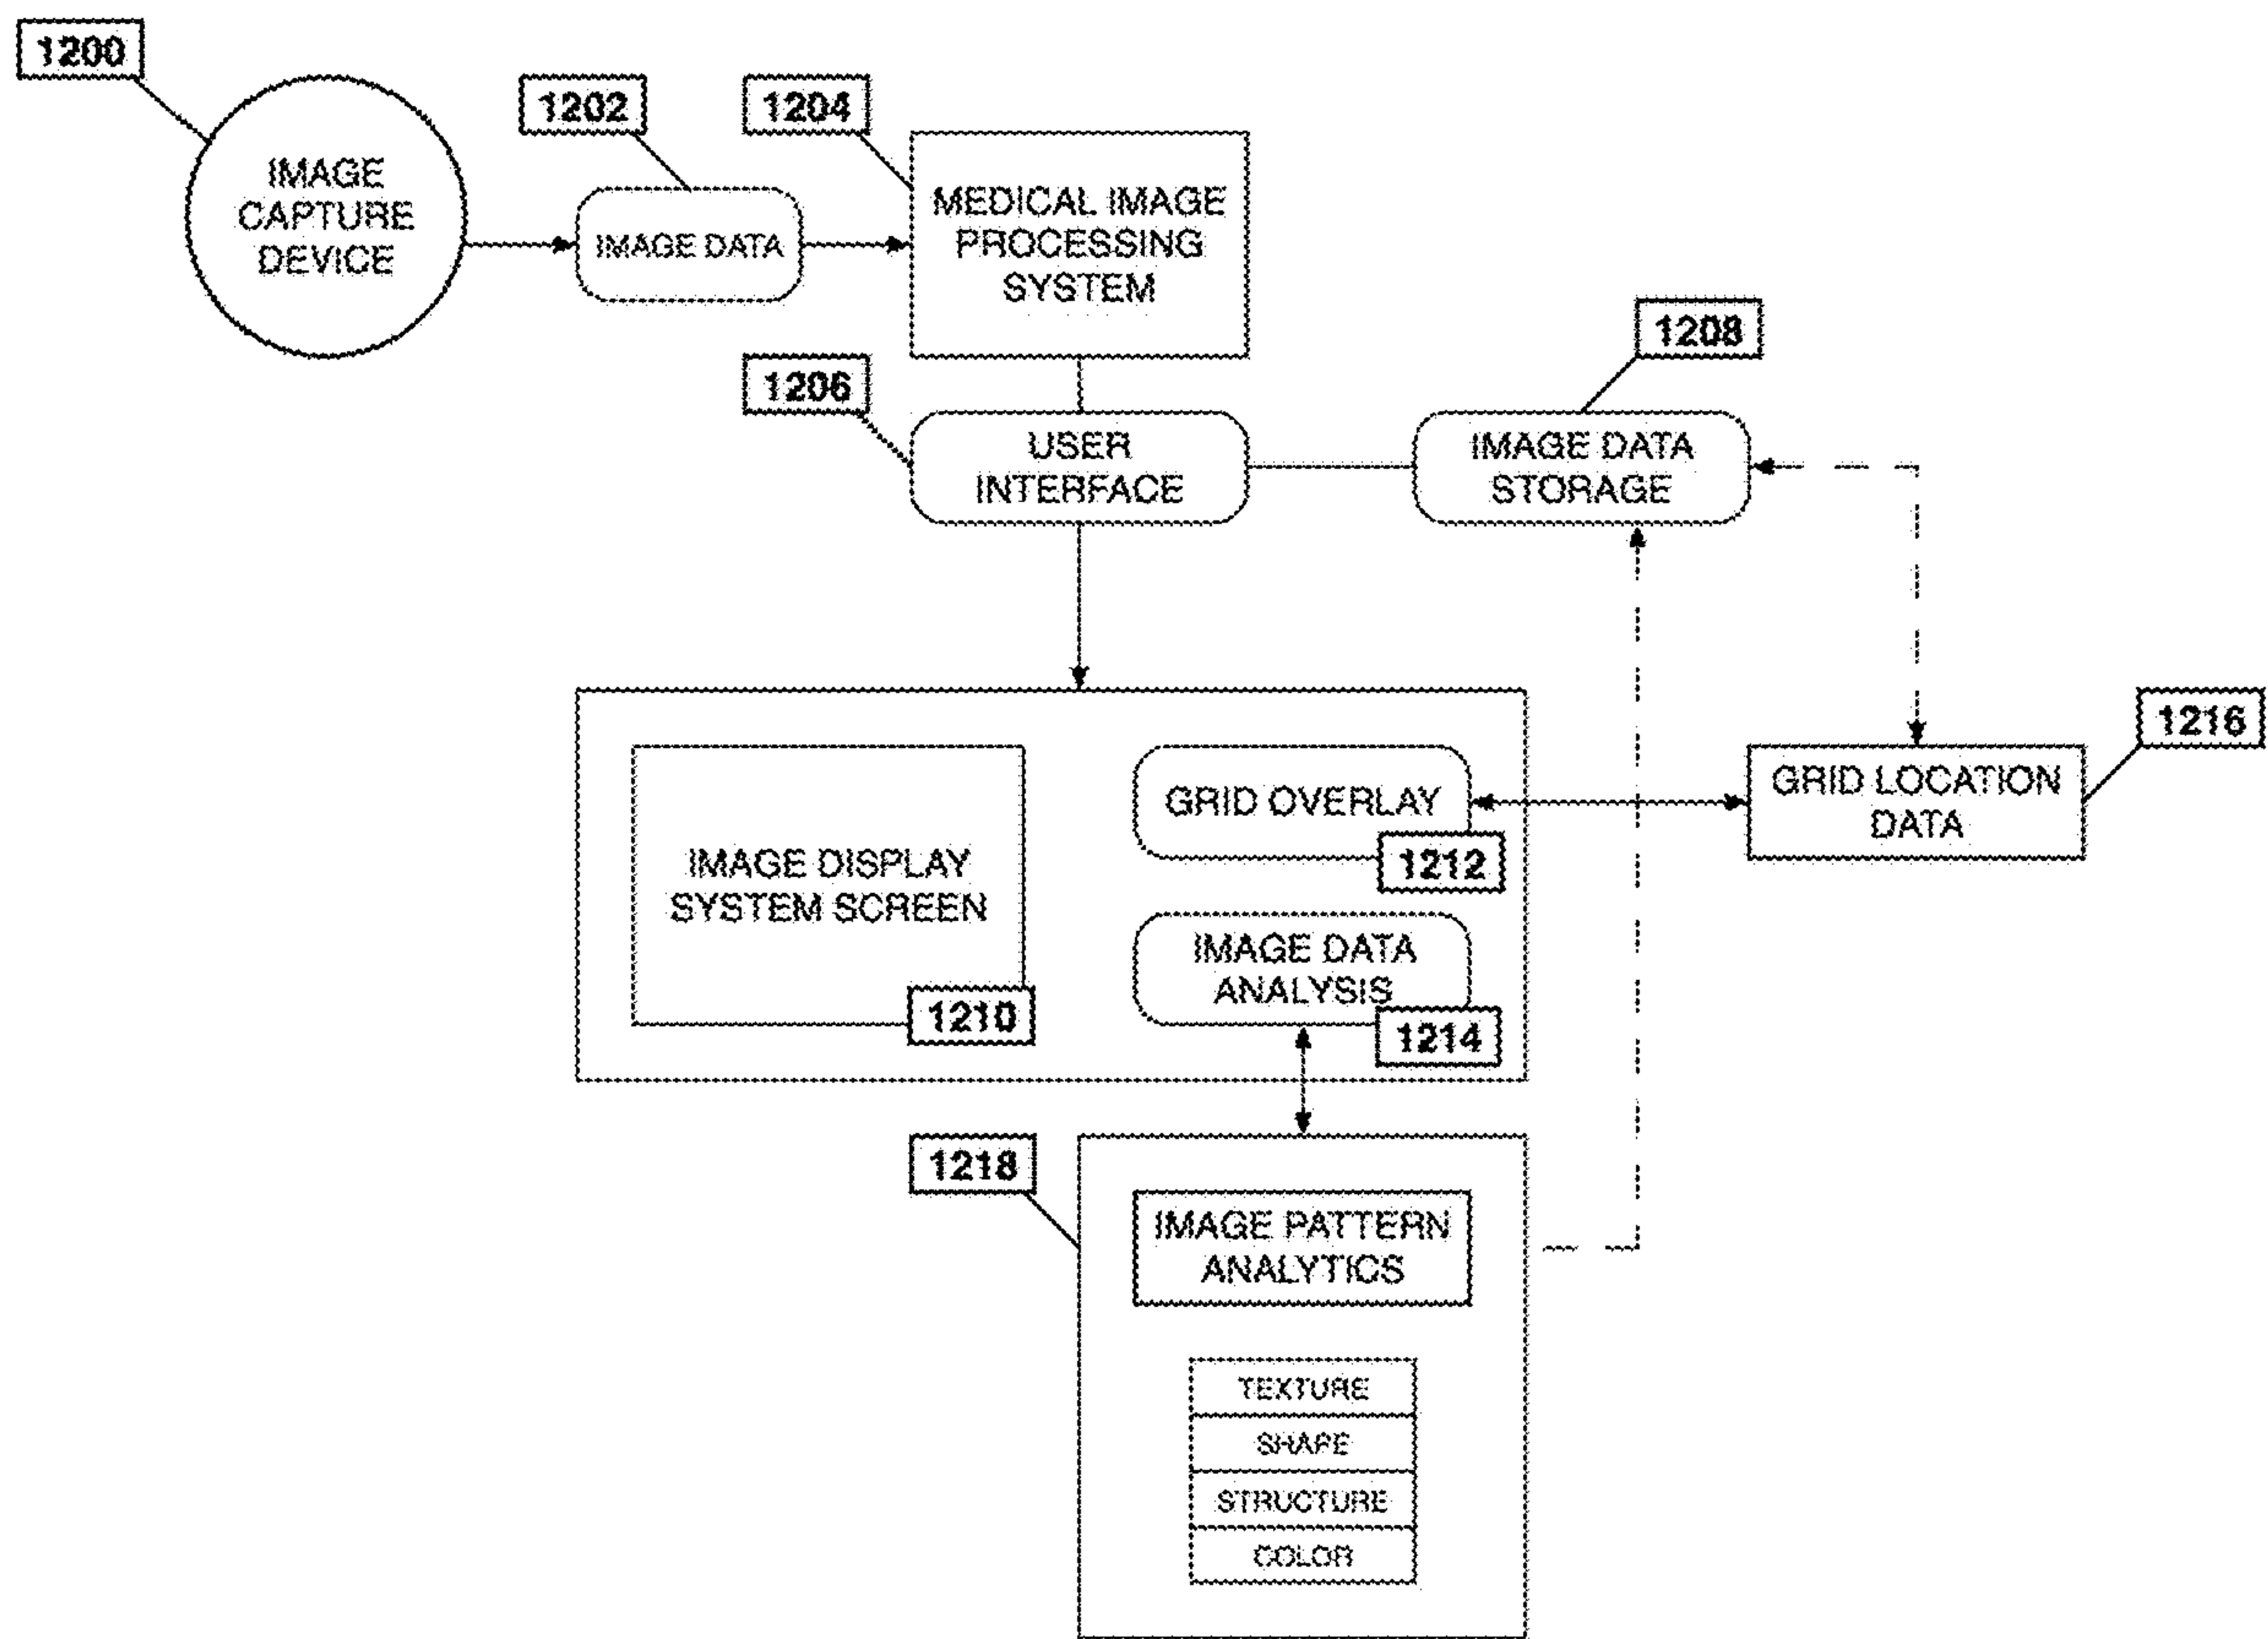 1200
IMAGE
CAPTURE
DEVICE
1202
IMAGE DATA
1204
MEDICAL IMAGE
PROCESSING
SYSTEM
1206
USER
INTERFACE
1208
IMAGE DATA
STORAGE
IMAGE DISPLAY
SYSTEM SCREEN
1210
GRID OVERLAY
1212
IMAGE DATA
ANALYSIS
1214
1216
GRID LOCATION
DATA
1218
IMAGE PATTERN
ANALYTICS
TEXTURE
SHAPE
STRUCTURE
COLOR